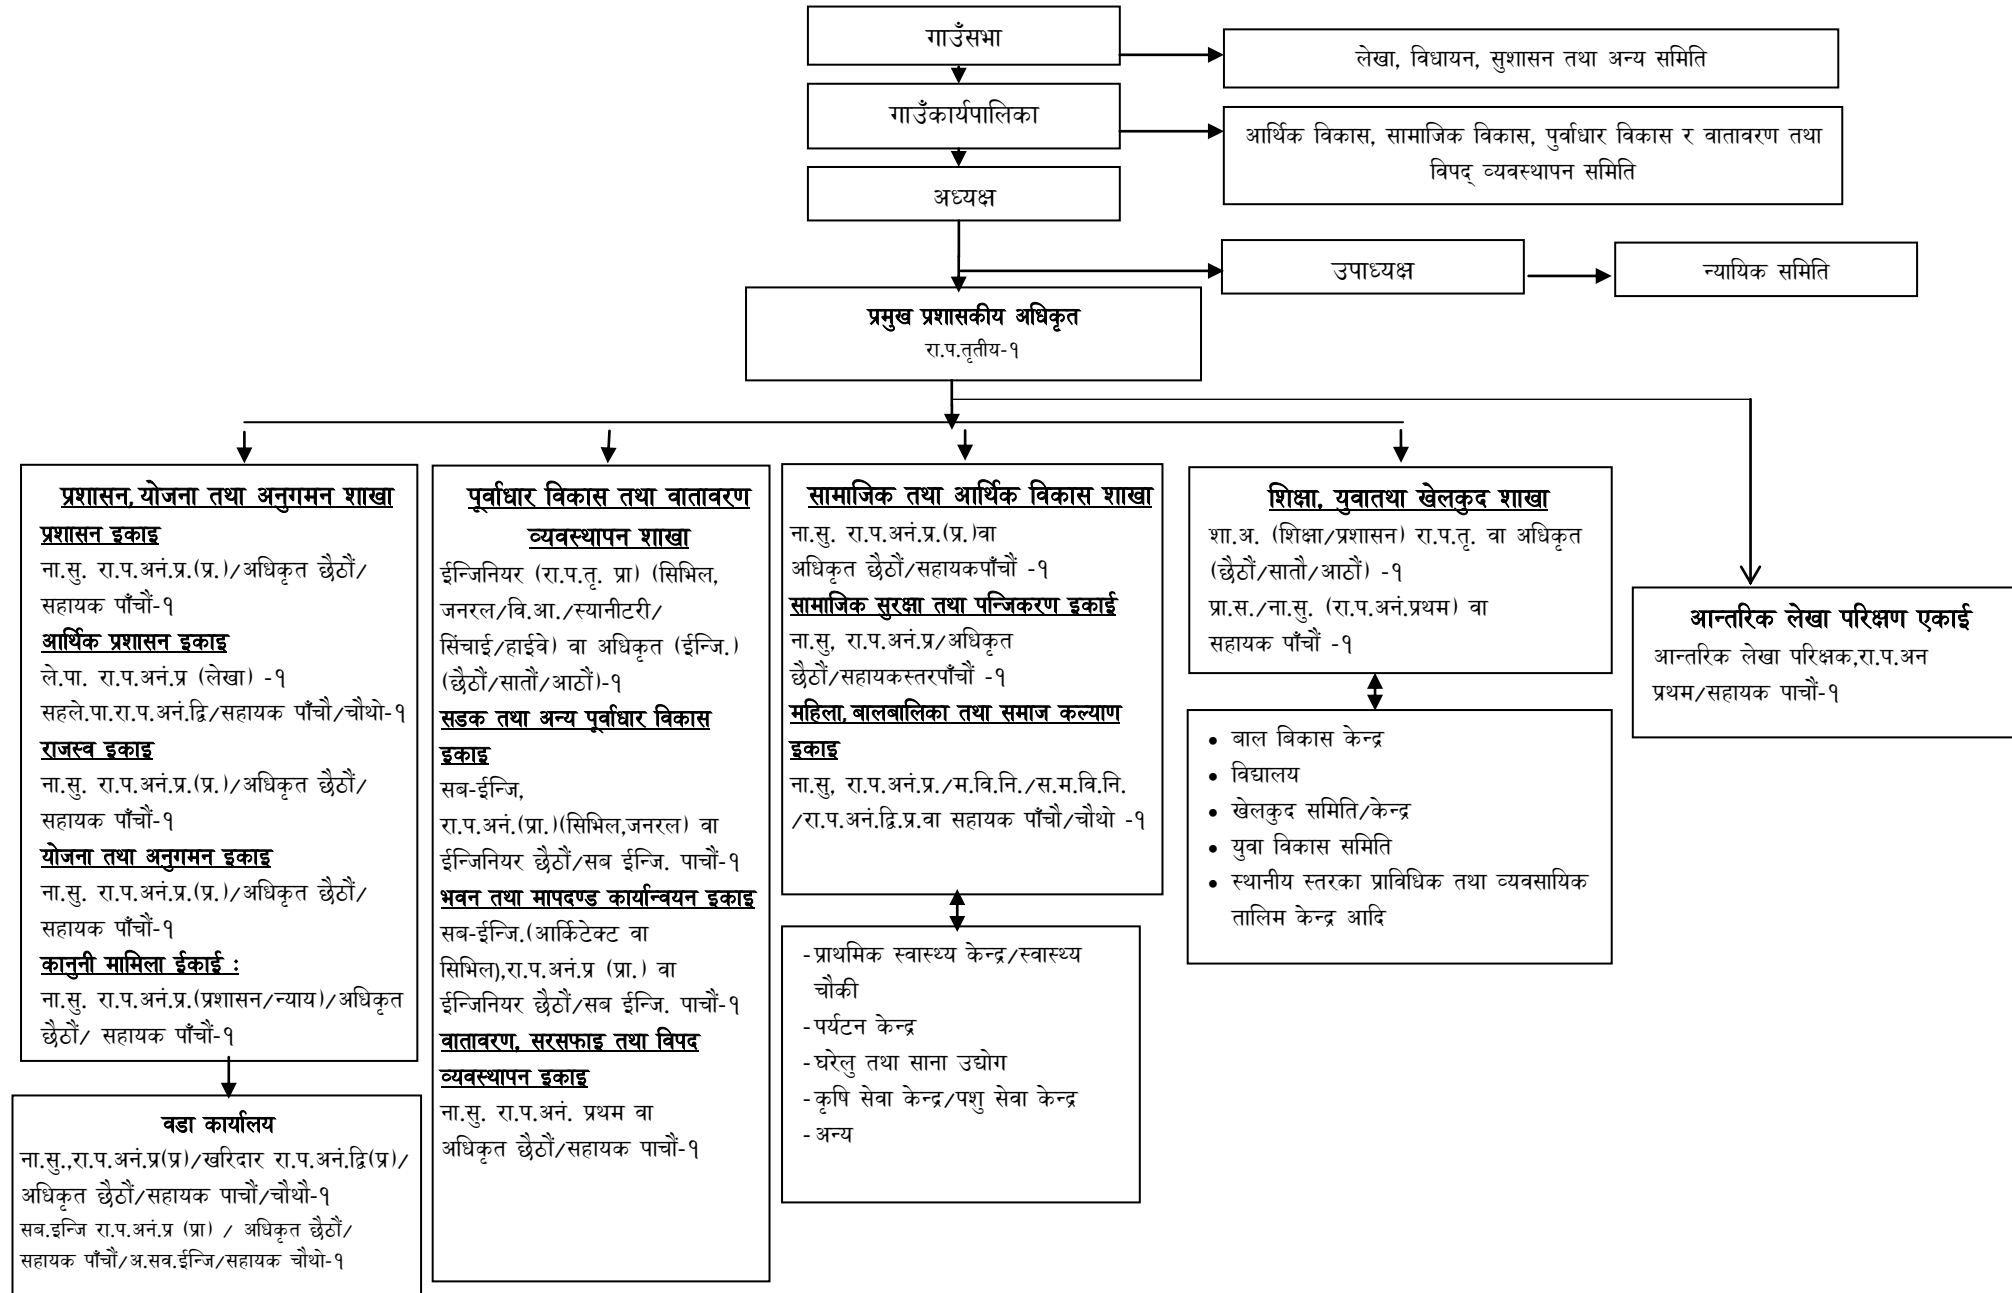 गाउँसभा
लेखा, विधायन, सुशासन तथा अन्य समिति
गाउँकार्यपालिका
आर्थिक विकास, सामाजिक विकास, पुर्वाधार विकास र वातावरण तथा
विपद् व्यवस्थापन समिति
अध्यक्ष
उपाध्यक्ष
न्यायिक समिति
प्रमुख प्रशासकीय अधिकृत
रा.प.तृतीय-१
प्रशासन, योजना तथा अनुगमन शाखा
प्रशासन इकाइ
ना.सु. रा.प.अनं.प्र.(प्र.)/अधिकृत छैठौं/
सहायक पाँचौं-१
आर्थिक प्रशासन इकाइ
ले.पा. रा.प.अनं.प्र (लेखा) -१
सहले.पा.रा.प.अनं.द्वि/सहायक पाँचौ/चौथो-१
राजस्व इकाइ
ना.सु. रा.प.अनं.प्र.(प्र.)/अधिकृत छैठौं/
सहायक पाँचौं-१
योजना तथा अनुगमन इकाइ
ना.सु. रा.प.अनं.प्र.(प्र.)/अधिकृत छैठौं/
सहायक पाँचौं-१
कानुनी मामिला ईकाई :
ना.सु. रा.प.अनं.प्र.(प्रशासन/न्याय)/अधिकृत
छैठौं/ सहायक पाँचौं-१
वडा कार्यालय
ना.सु.,रा.प.अनं.प्र(प्र)/खरिदार रा.प.अनं.द्वि(प्र)/
अधिकृत छैठौं/सहायक पाचौं/चौथौ-१
सब.इन्जि रा.प.अनं.प्र (प्रा) / अधिकृत छैठौं/
सहायक पाँचौं/अ.सव.ईन्जि/सहायक चौथो-१
पूर्वाधार विकास तथा वातावरण
व्यवस्थापन शाखा
ईन्जिनियर (रा.प.तृ. प्रा) (सिभिल,
जनरल/वि.आ./स्यानीटरी/
सिंचाई/हाईवे) वा अधिकृत (ईन्जि.)
(छैठौं/सातौं/आठौं)-१
सडक तथा अन्य पूर्वाधार विकास
इकाइ
सब-ईन्जि,
रा.प.अनं.(प्रा.)(सिभिल,जनरल) वा
ईन्जिनियर छैठौं/सब ईन्जि. पाचौं-१
भवन तथा मापदण्ड कार्यान्वयन इकाइ
सब-ईन्जि.(आर्किटेक्ट वा
सिभिल),रा.प.अनं.प्र (प्रा.) वा
ईन्जिनियर छैठौं/सब ईन्जि. पाचौं-१
वातावरण, सरसफाइ तथा विपद
व्यवस्थापन इकाइ
ना.सु. रा.प.अनं. प्रथम वा
अधिकृत छैठौं/सहायक पाचौं-१
सामाजिक तथा आर्थिक विकास शाखा
ना.सु. रा.प.अनं.प्र.(प्र.)वा
अधिकृत छैठौं/सहायकपाँचौं -१
सामाजिक सुरक्षा तथा पन्जिकरण इकाई
ना.सु, रा.प.अनं.प्र/अधिकृत
छैठौं/सहायकस्तरपाँचौं -१
महिला, बालबालिका तथा समाज कल्याण
इकाइ
ना.सु, रा.प.अनं.प्र./म.वि.नि./स.म.वि.नि.
/रा.प.अनं.द्वि.प्र.वा सहायक पाँचौ/चौथो -१
-प्राथमिक स्वास्थ्य केन्द्र/स्वास्थ्य
चौकी
-पर्यटन केन्द्र
-घरेलु तथा साना उद्योग
-कृषि सेवा केन्द्र/पशु सेवा केन्द्र
-अन्य
शिक्षा, युवातथा खेलकुद शाखा
शा.अ. (शिक्षा/प्रशासन) रा.प.तृ. वा अधिकृत
(छैठौं/सातौ/आठौं) -१
प्रा.स./ना.सु. (रा.प.अनं.प्रथम) वा
सहायक पाँचौं -१
• बाल बिकास केन्द्र
• विद्यालय
• खेलकुद समिति/केन्द्र
• युवा विकास समिति
• स्थानीय स्तरका प्राविधिक तथा व्यवसायिक
तालिम केन्द्र आदि
आन्तरिक लेखा परिक्षण एकाई
आन्तरिक लेखा परिक्षक,रा.प.अन
प्रथम/सहायक पाचौं-१